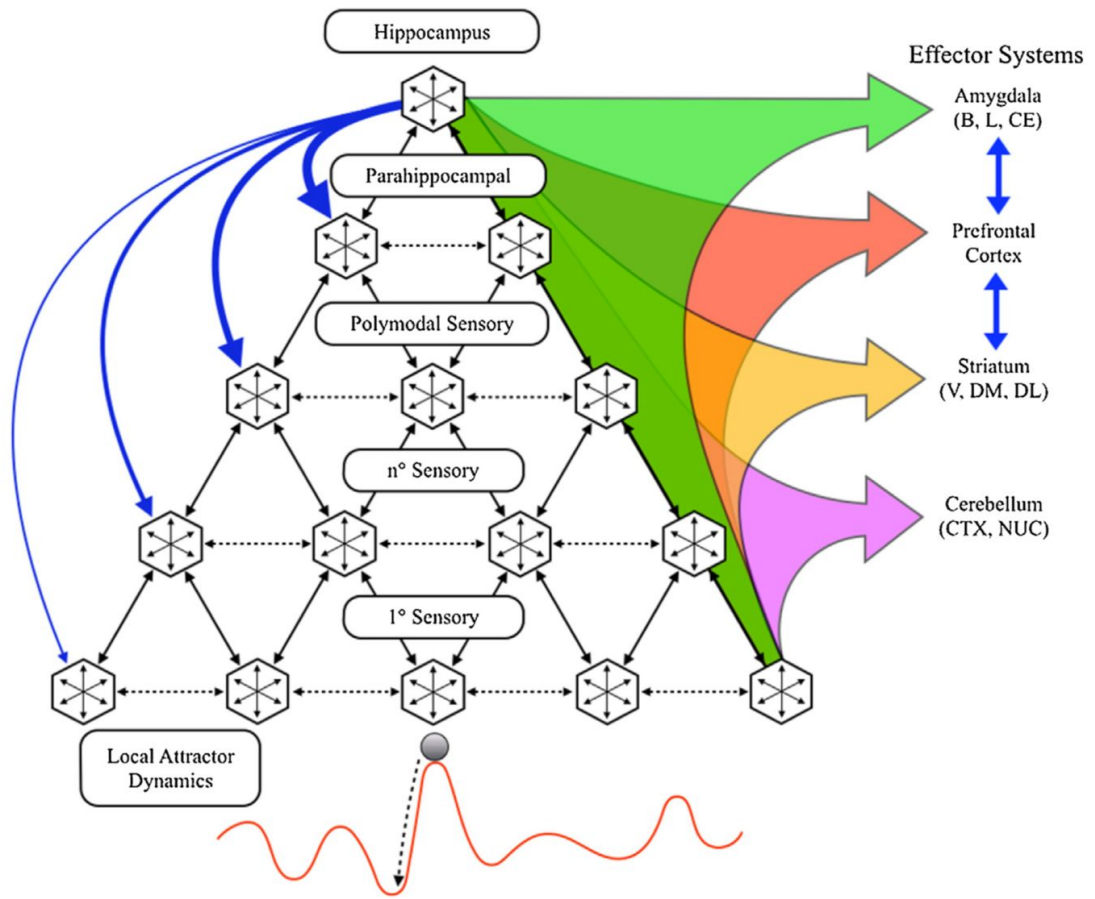 Hippocampus
Effector Systems
Amygdala
(B, L, CE)
Parahippocampal
Prefrontal
Cortex
Polymodal Sensory
Striatum
(V, DM, DL)
n° Sensory
Cerebellum
(CTX, NUC)
1° Sensory
Local Attractor
Dynamics